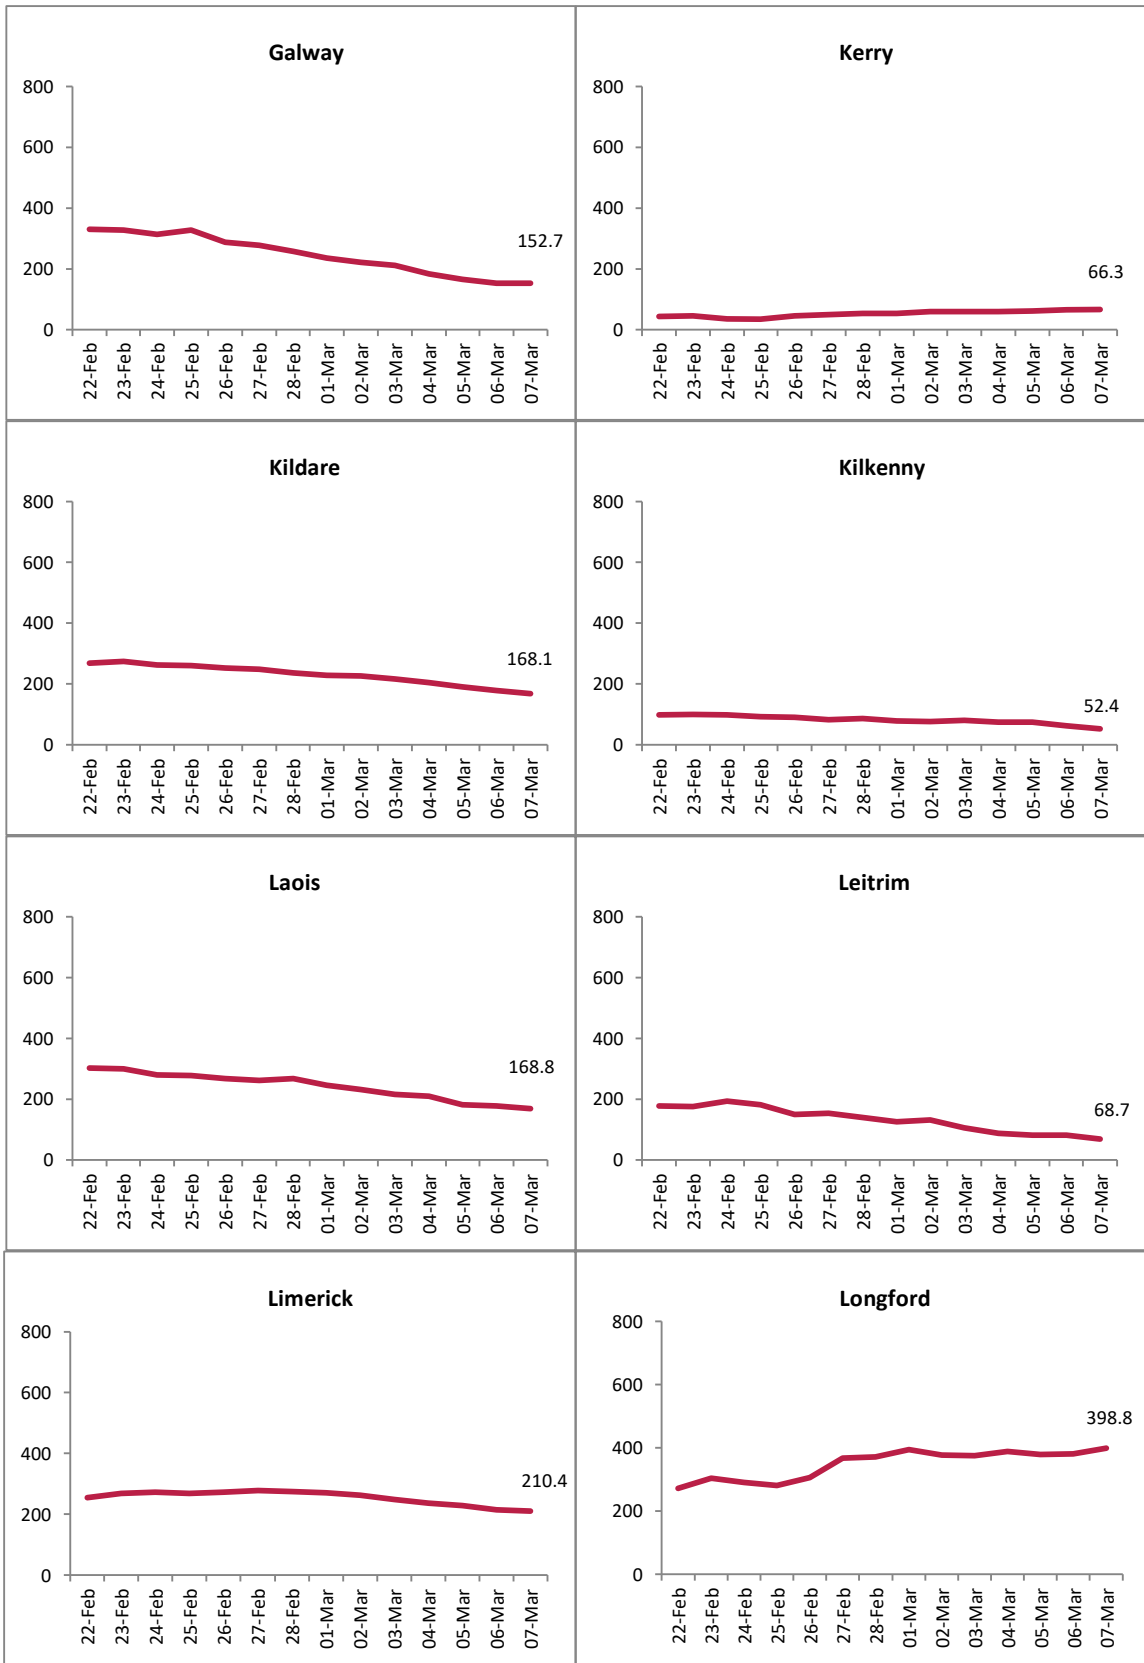 Galway
800
600
400
200
0
152.7
22-Feb
23-Feb
24-Feb
25-Feb
26-Feb
27-Feb
28-Feb
01-Mar
02-Mar
03-Mar
04-Mar
05-Mar
06-Mar
07-Mar
Kerry
800
600
400
200
0
66.3
22-Feb
23-Feb
24-Feb
25-Feb
26-Feb
27-Feb
28-Feb
01-Mar
02-Mar
03-Mar
04-Mar
05-Mar
06-Mar
07-Mar
Kildare
800
600
400
200
0
168.1
22-Feb
23-Feb
24-Feb
25-Feb
26-Feb
27-Feb
28-Feb
01-Mar
02-Mar
03-Mar
04-Mar
05-Mar
06-Mar
07-Mar
Kilkenny
800
600
400
200
0
52.4
22-Feb
23-Feb
24-Feb
25-Feb
26-Feb
27-Feb
28-Feb
01-Mar
02-Mar
03-Mar
04-Mar
05-Mar
06-Mar
07-Mar
Laois
800
600
400
200
0
168.8
22-Feb
23-Feb
24-Feb
25-Feb
26-Feb
27-Feb
28-Feb
01-Mar
02-Mar
03-Mar
04-Mar
05-Mar
06-Mar
07-Mar
Leitrim
800
600
400
200
0
68.7
22-Feb
23-Feb
24-Feb
25-Feb
26-Feb
27-Feb
28-Feb
01-Mar
02-Mar
03-Mar
04-Mar
05-Mar
06-Mar
07-Mar
Limerick
800
600
400
200
0
210.4
22-Feb
23-Feb
24-Feb
25-Feb
26-Feb
27-Feb
28-Feb
01-Mar
02-Mar
03-Mar
04-Mar
05-Mar
06-Mar
07-Mar
Longford
800
600
400
200
0
398.8
22-Feb
23-Feb
24-Feb
25-Feb
26-Feb
27-Feb
28-Feb
01-Mar
02-Mar
03-Mar
04-Mar
05-Mar
06-Mar
07-Mar